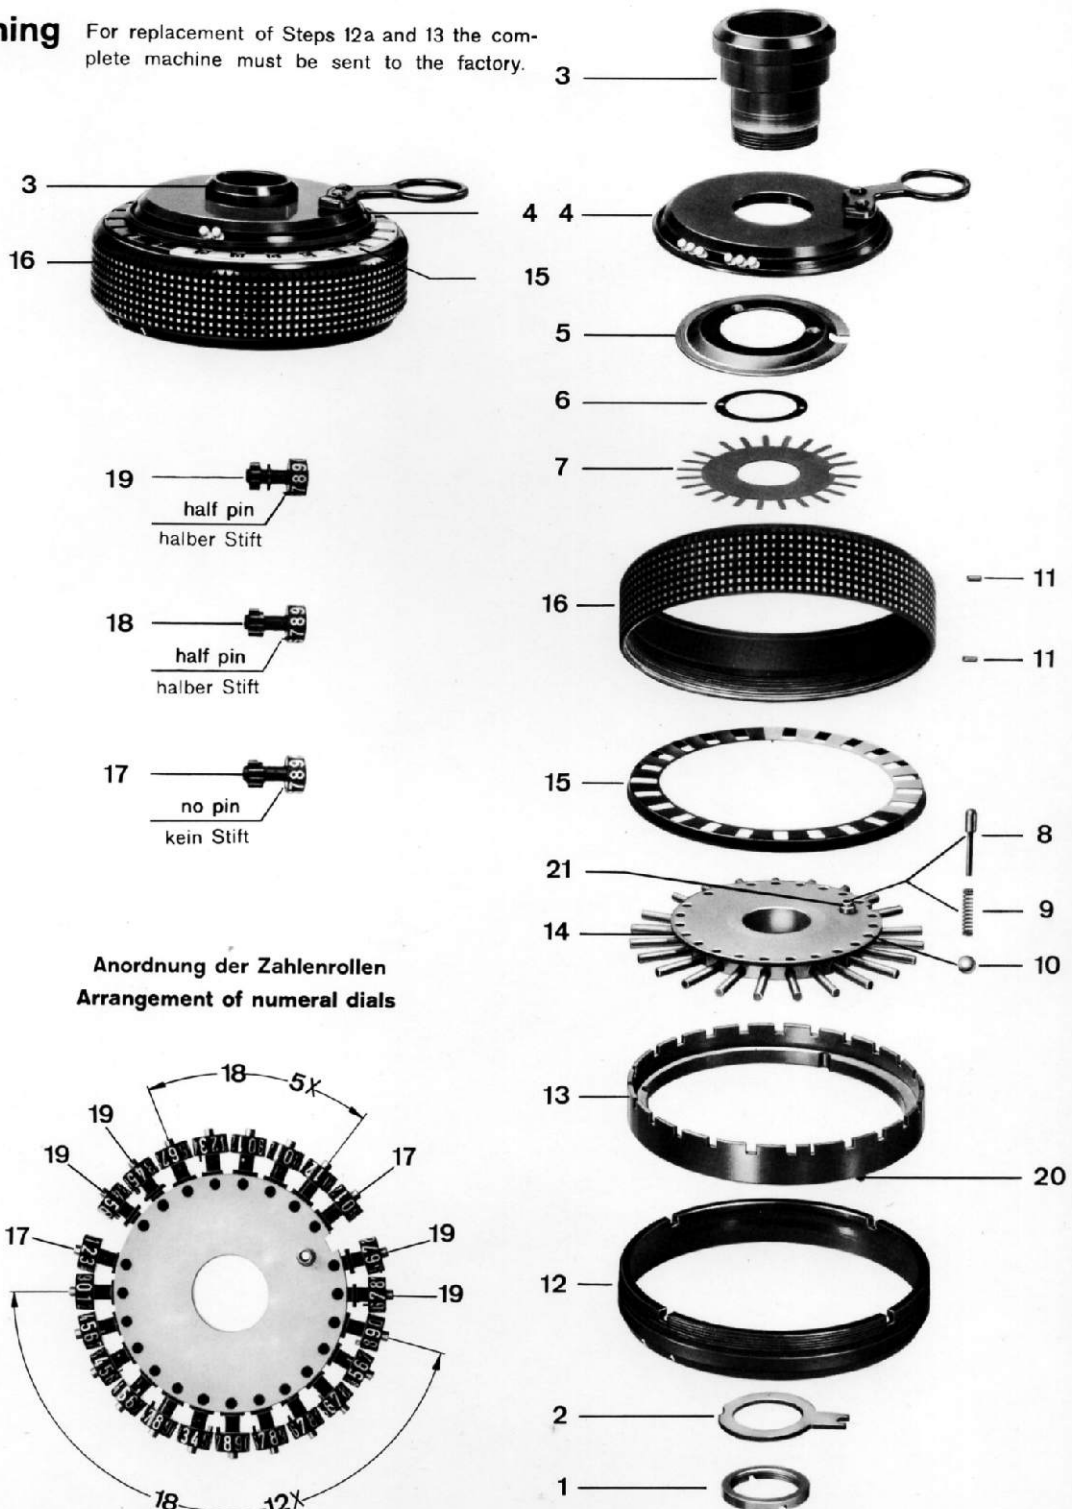 ning For replacement of Steps 12a and 13 the com-
plete machine must be sent to the factory.
3
3
4 4
16
15
5
6
19
7
half pin
halber Stift
11
16
18
11
half pin
halber Stift
17
15
no pin
kein Stift
8
21
9
14
10
Anordnung der Zahlenrollen
Arrangement of numeral dials
13
18 5X
19
19
17
20
17
19
12
19
2
18 12X
1